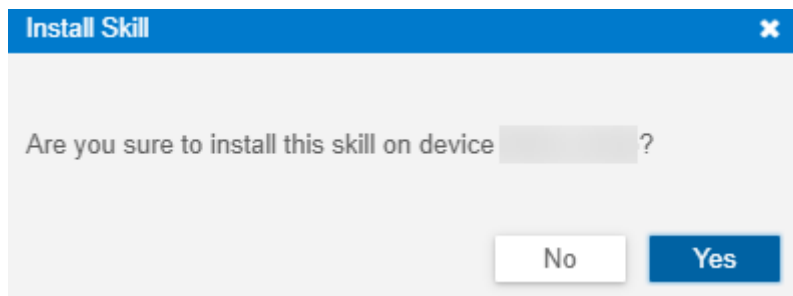 Install Skill
Are you sure to install this skill on device ?
No
Yes